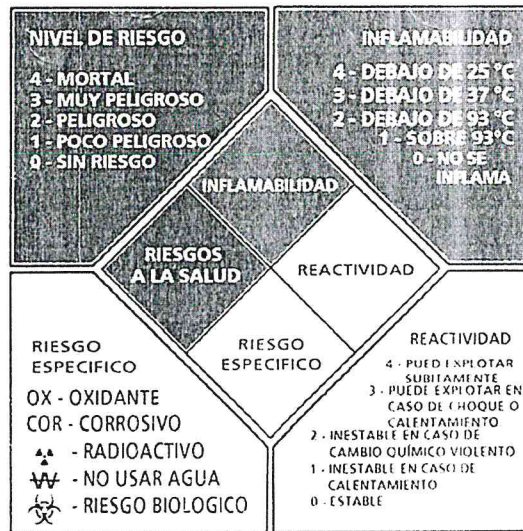 NIVEL DE RIESGO
4 - MORTAL
3 - MUY PELIGROSO
2 - PELIGROSO
1 - POCO PELIGROSO
0 - SIN RIESGO
INFLAMABILIDAD
4 - DEBAJO DE 25 °C
3 - DEBAJO DE 37 °C
2 - DEBAJO DE 93 °C
1 - SOBRE 93°C
0 - NO SE
INFLAMA
INFLAMABILIDAD
RIESGOS
A LA SALUD
REACTIVIDAD
RIESGO
ESPECIFICO
RIESGO
ESPECIFICO
OX - OXIDANTE
COR - CORROSIVO
- RADIOACTIVO
W - NO USAR AGUA
- RIESGO BIOLOGICO
REACTIVIDAD
4 - PUED EXPLOTAR
SUBITAMENTE
3 - PUEDE EXPLOTAR EN
CASO DE CHOQUE O
CALENTAMIENTO
2 - INESTABLE EN CASO DE
CAMBIO QUÍMICO VIOLENTO
1 - INESTABLE EN CASO DE
CALENTAMIENTO
0 - ESTABLE